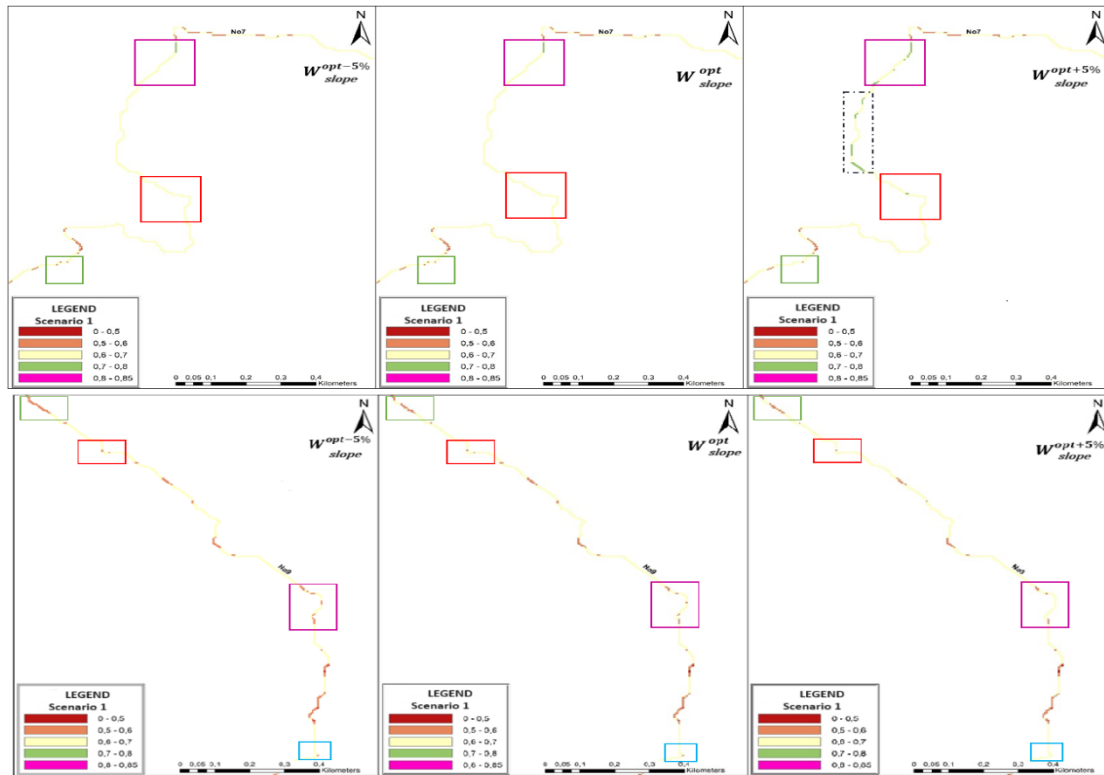 N
No7
W opt−5% slope
LEGEND
Scenario 1
0 - 0,5
0,5 - 0,6
0,6 - 0,7
0,7 - 0,8
0,8 - 0,85
0 0,05 0,1 0,2 0,3 0,4
Kilometers
N
No7
W opt slope
LEGEND
Scenario 1
0 - 0,5
0,5 - 0,6
0,6 - 0,7
0,7 - 0,8
0,8 - 0,85
0 0,05 0,1 0,2 0,3 0,4
Kilometers
N
No7
W opt+5% slope
LEGEND
Scenario 1
0 - 0,5
0,5 - 0,6
0,6 - 0,7
0,7 - 0,8
0,8 - 0,85
0 0,05 0,1 0,2 0,3 0,4
Kilometers
N
W opt−5% slope
No9
LEGEND
Scenario 1
0 - 0,5
0,5 - 0,6
0,6 - 0,7
0,7 - 0,8
0,8 - 0,85
0 0,05 0,1 0,2 0,3 0,4
Kilometers
N
W opt slope
No9
LEGEND
Scenario 1
0 - 0,5
0,5 - 0,6
0,6 - 0,7
0,7 - 0,8
0 0,05 0,1 0,2 0,3 0,4
Kilometers
N
W opt+5% slope
LEGEND
Scenario 1
0 - 0,5
0,5 - 0,6
0,7 - 0,8
0,8 - 0,85
0 0,05 0,1 0,2 0,3 0,4
Kilometers